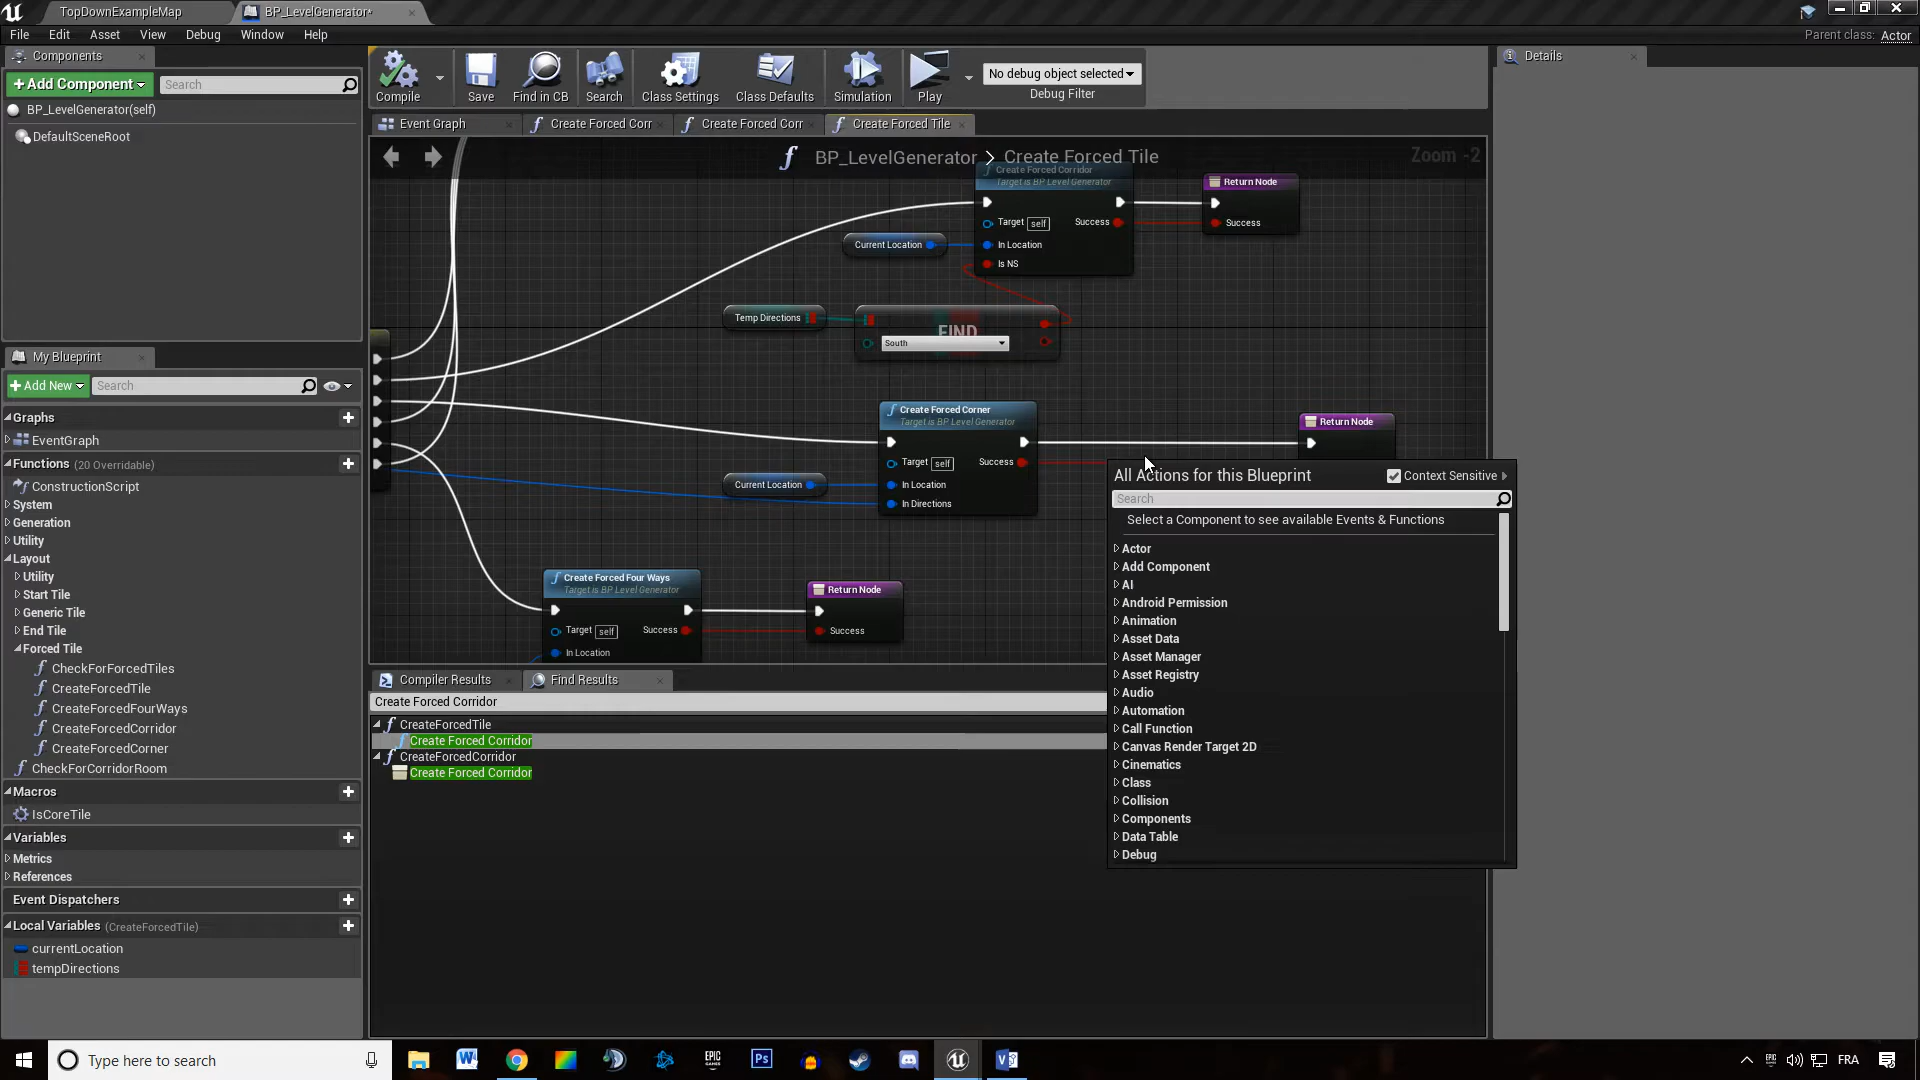 TopDownExampleMap
BP_LevelGenerator*
File Edit Asset View Debug Window Help
Parent class: Actor
Components
+Add Component
Search
BP_LevelGenerator(self)
DefaultSceneRoot
My Blueprint
+Add New
Search
Graphs
EventGraph
Functions (20 Overridable)
ConstructionScript
System
Generation
Utility
Layout
Utility
Start Tile
Generic Tile
End Tile
Forced Tile
CheckForForcedTiles
CreateForcedTile
CreateForcedFourWays
CreateForcedCorridor
CreateForcedCorner
CheckForCorridorRoom
Macros
IsCoreTile
Variables
Metrics
References
Event Dispatchers
Local Variables (CreateForcedTile)
currentLocation
tempDirections
Compile
Save
Find in CB
Search
Class Settings
Class Defaults
Simulation
Play
No debug object selected
Debug Filter
Event Graph
Create Forced Corr
Create Forced Corr
Create Forced Tile
BP_LevelGenerator > Create Forced Tile
Zoom -2
Create Forced Corridor
Target is BP Level Generator
Target self Success
In Location
Is NS
Return Node
Success
Current Location
Temp Directions
FIND
South
Create Forced Corner
Target is BP Level Generator
Target self Success
In Location
In Directions
Return Node
Current Location
Create Forced Four Ways
Target is BP Level Generator
Target self Success
In Location
Return Node
Success
All Actions for this Blueprint
Context Sensitive
Search
Select a Component to see available Events & Functions
Actor
Add Component
AI
Android Permission
Animation
Asset Data
Asset Manager
Asset Registry
Audio
Automation
Call Function
Canvas Render Target 2D
Cinematics
Class
Collision
Components
Data Table
Debug
Compiler Results
Find Results
Create Forced Corridor
CreateForcedTile
Create Forced Corridor
CreateForcedCorridor
Create Forced Corridor
Details
Type here to search
EPIC
Ps
FRA